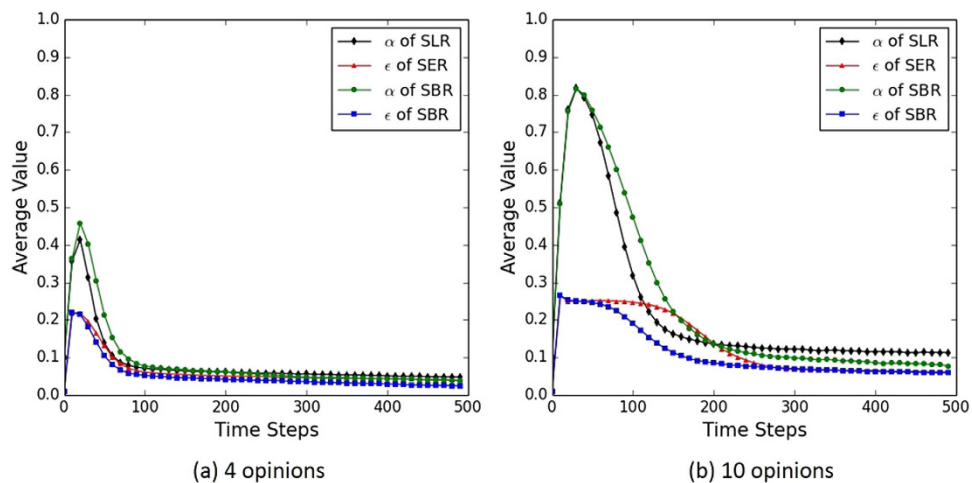 1.0
0.9
0.8
0.7
0.6
0.5
0.4
0.3
0.2
0.1
0.0
Average Value
α of SLR
ϵ of SER
α of SBR
ϵ of SBR
0 100 200 300 400 500
Time Steps
(a) 4 opinions
1.0
0.9
0.8
0.7
0.6
0.5
0.4
0.3
0.2
0.1
0.0
Average Value
α of SLR
ϵ of SER
α of SBR
ϵ of SBR
0 100 200 300 400 500
Time Steps
(b) 10 opinions